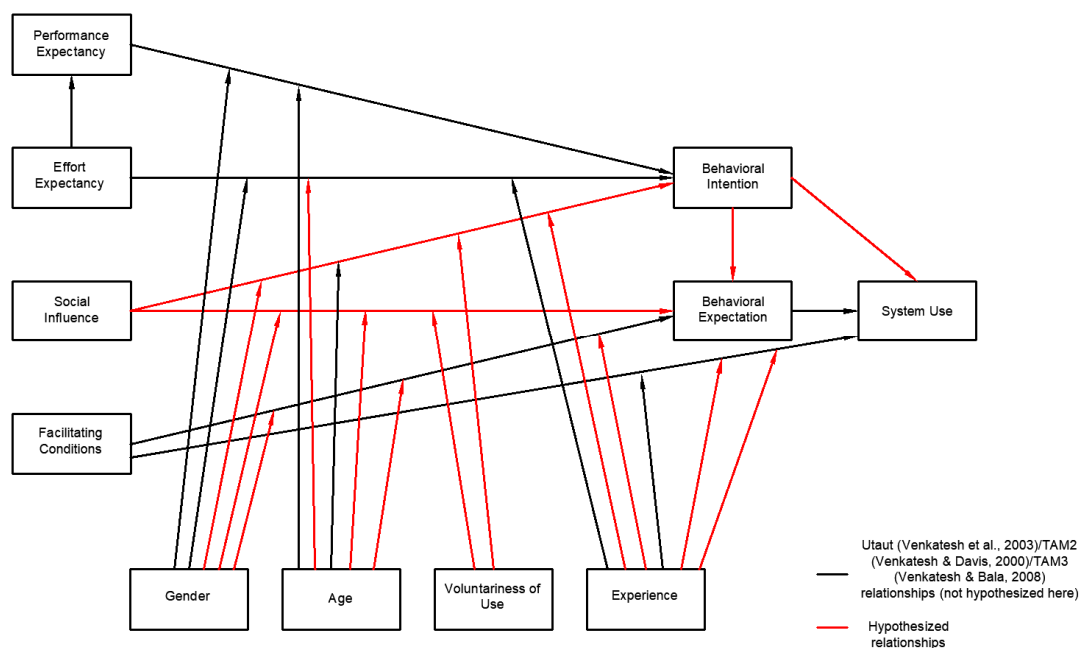 Performance
Expectancy
Effort
Expectancy
Behavioral
Intention
Social
Influence
Behavioral
Expectation
System Use
Facilitating
Conditions
Gender
Age
Voluntariness of
Use
Experience
Utaut (Venkatesh et al., 2003)/TAM2
(Venkatesh & Davis, 2000)/TAM3
(Venkatesh & Bala, 2008)
relationships (not hypothesized here)
Hypothesized
relationships